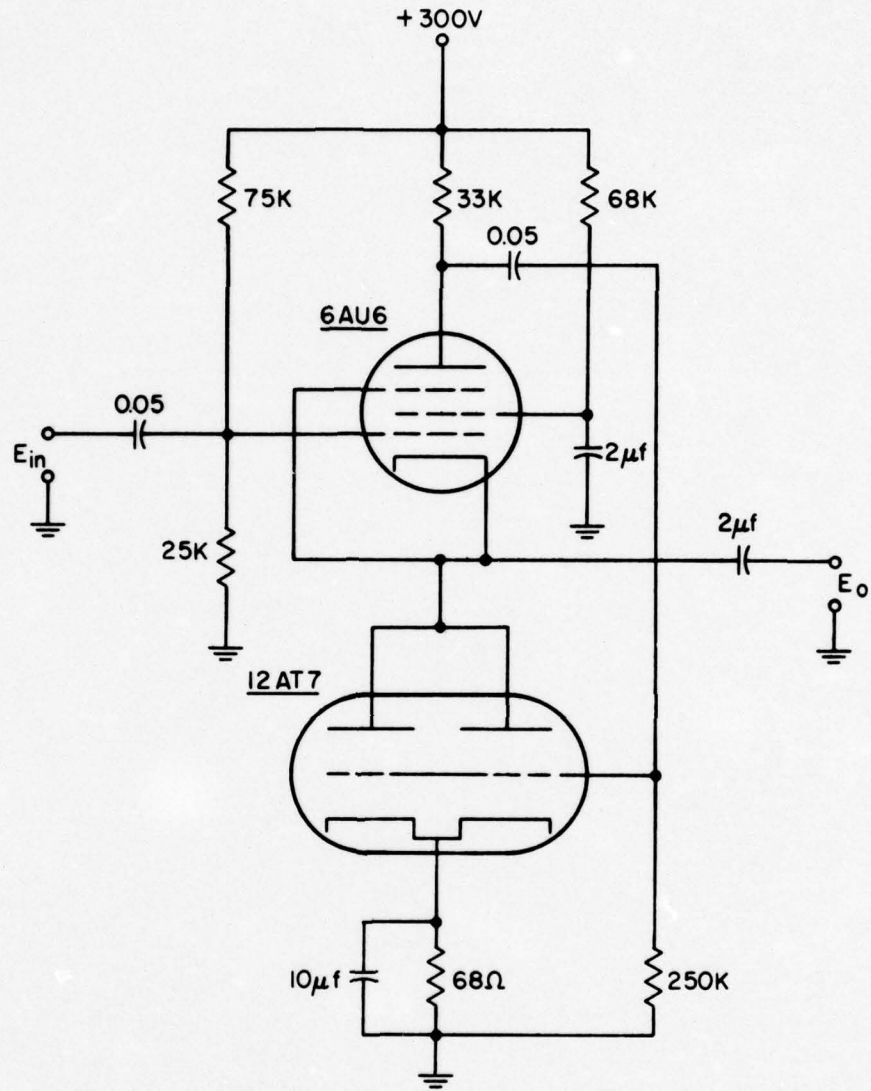 +300V
75K
33K
68K
0.05
6AU6
0.05
Ein
2μf
2μf
25K
Eo
12AT7
10μf
68Ω
250K